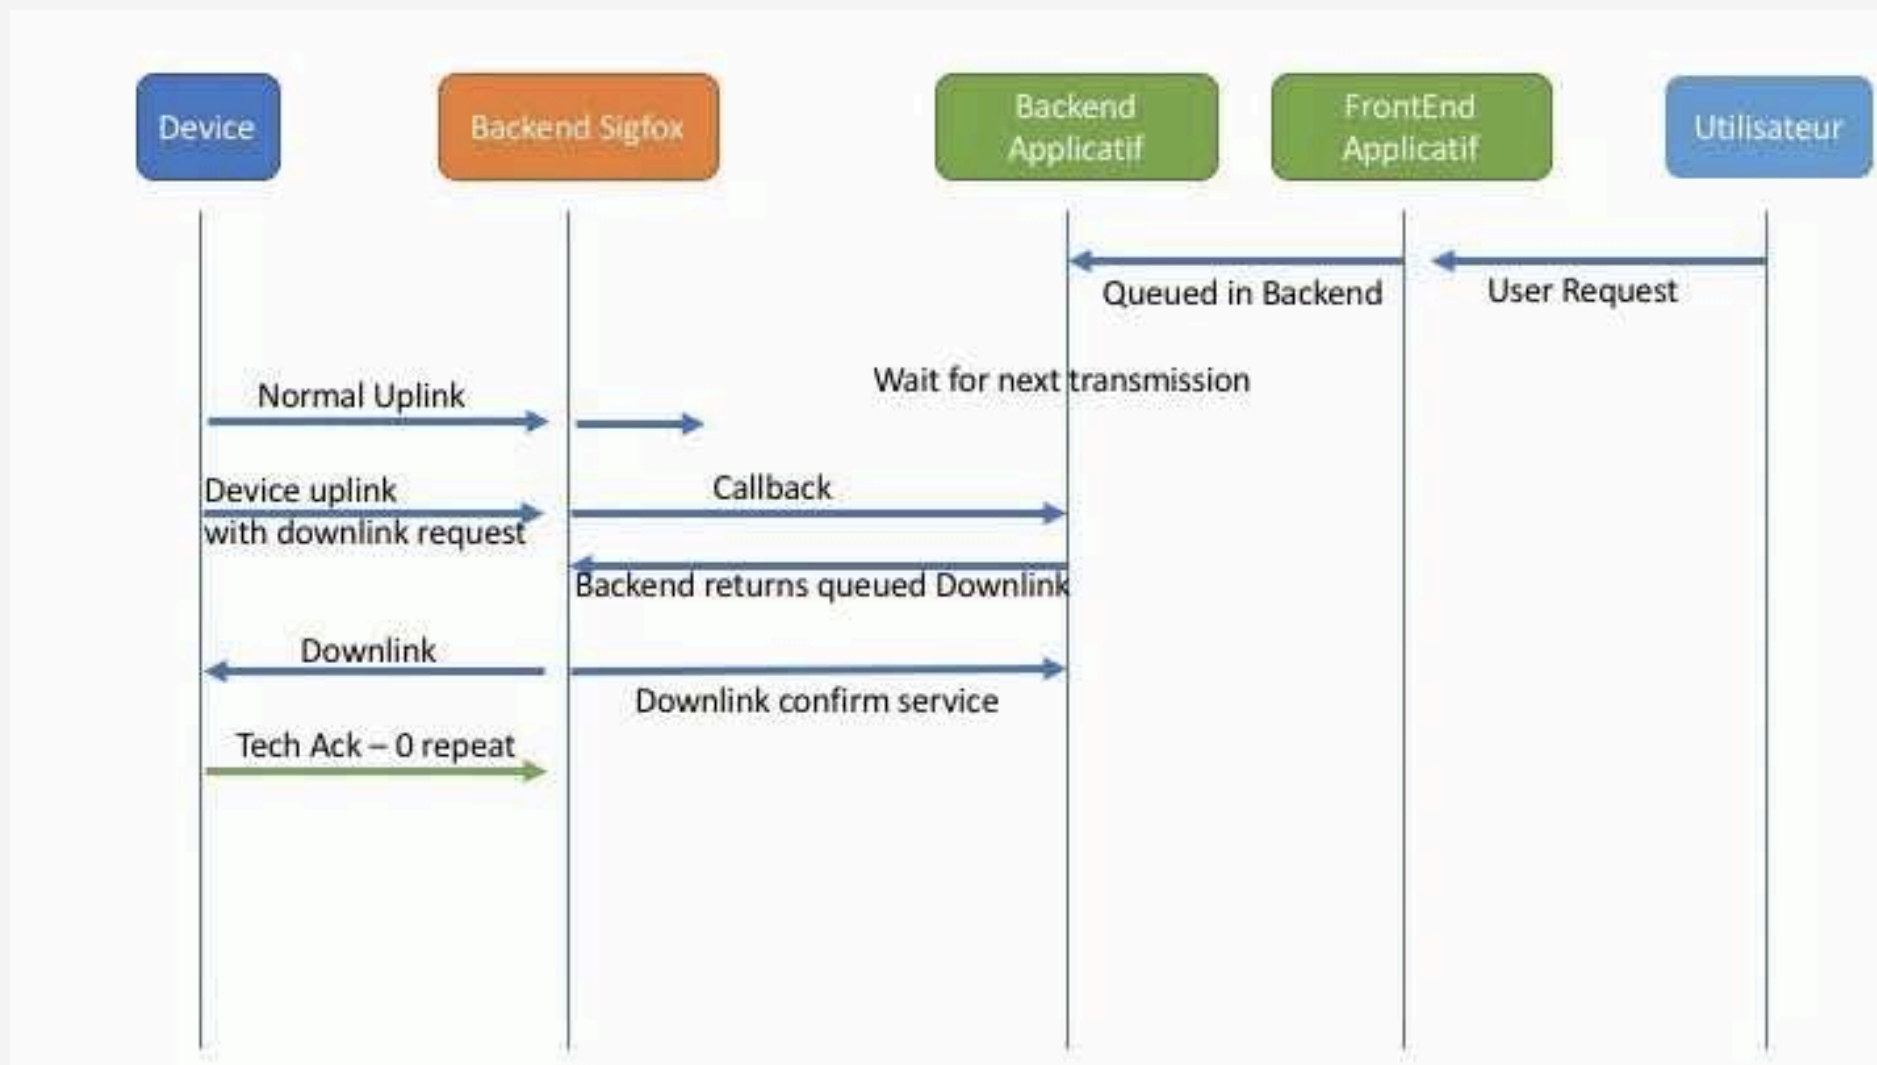 Device
Backend Sigfox
Backend
Applicatif
FrontEnd
Applicatif
Utilisateur
Queued in Backend
User Request
Wait for next transmission
Normal Uplink
Device uplink
with downlink request
Callback
Backend returns queued Downlink
Downlink
Downlink confirm service
Tech Ack – 0 repeat